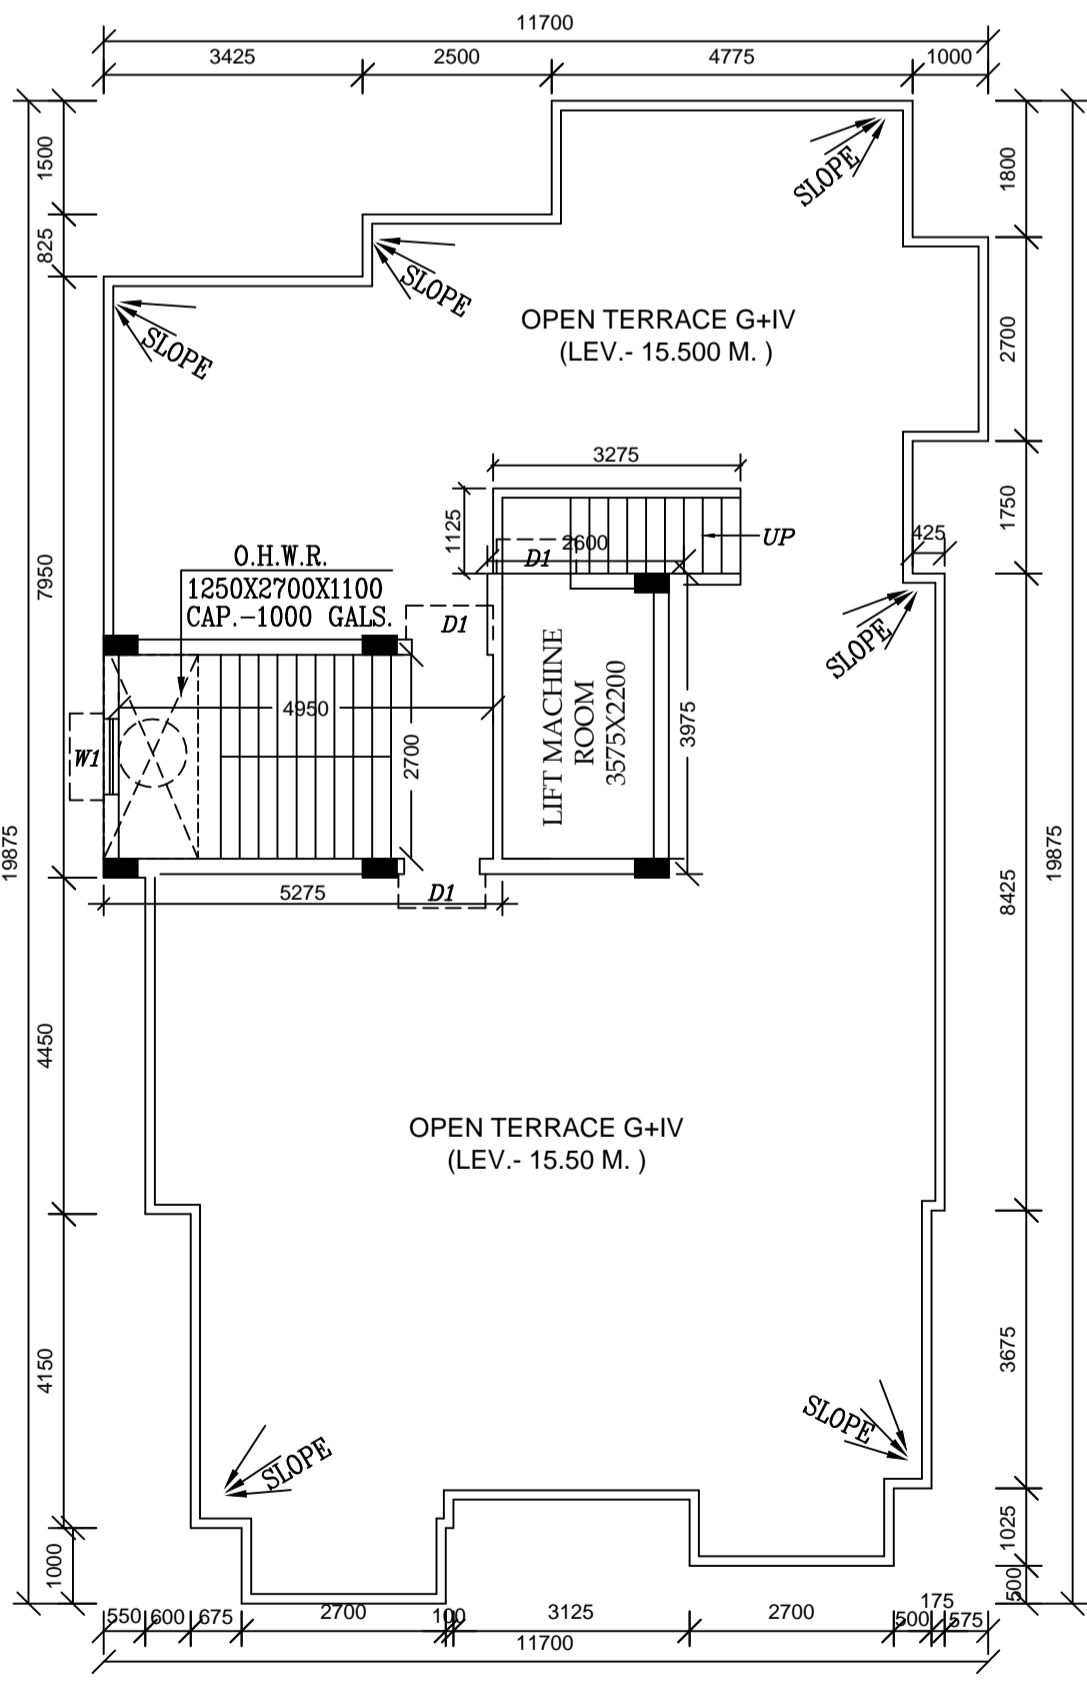 11700
3425
2500
4775
1000
1500
825
7950
4450
4150
1000
19875
SLOPE
SLOPE
SLOPE
OPEN TERRACE G+IV
(LEV.- 15.500 M. )
1800
2700
1750
425
8425
3675
1025
500
19875
3275
1125
2600
D1
UP
O.H.W.R.
1250X2700X1100
CAP.-1000 GALS.
D1
SLOPE
LIFT MACHINE
ROOM
3575X2200
3975
4950
2700
W1
5275
D1
OPEN TERRACE G+IV
(LEV.- 15.50 M. )
SLOPE
SLOPE
550
600
675
2700
100
3125
2700
500
175
575
11700